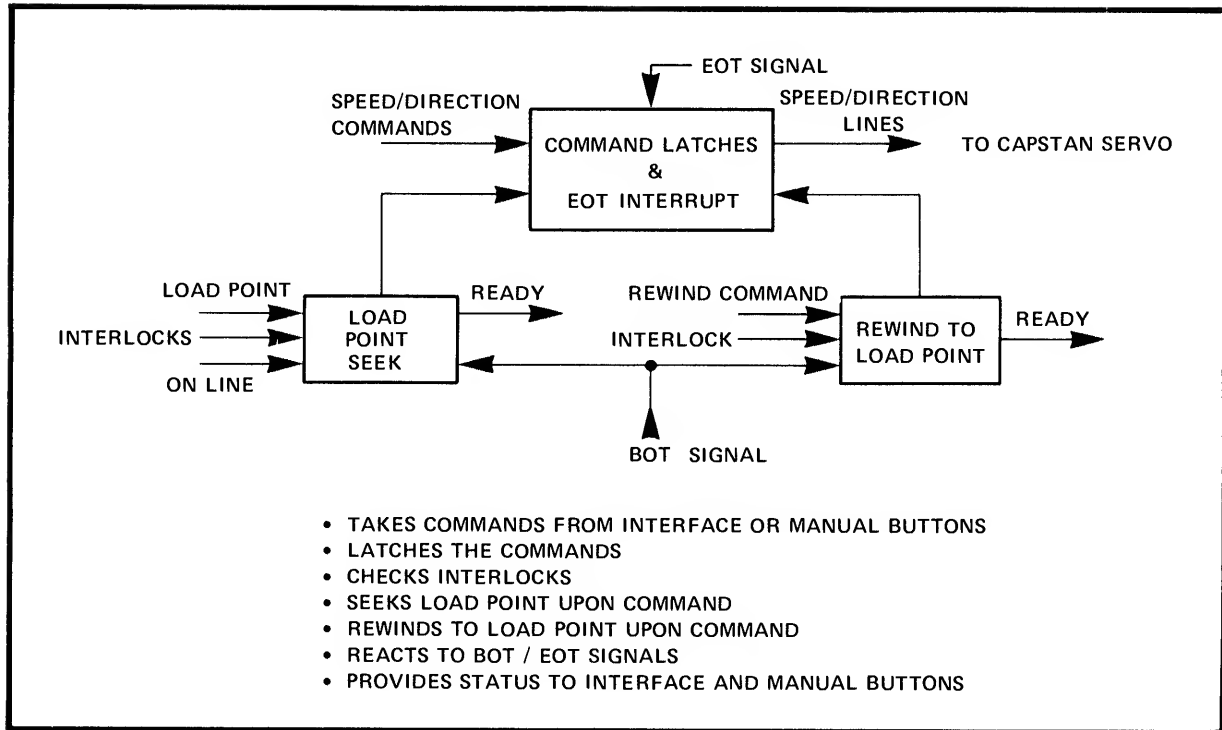 EOT SIGNAL
SPEED/DIRECTION
COMMANDS
SPEED/DIRECTION
LINES
TO CAPSTAN SERVO
COMMAND LATCHES
&
EOT INTERRUPT
LOAD POINT
INTERLOCKS
ON LINE
LOAD
POINT
SEEK
READY
REWIND COMMAND
INTERLOCK
REWIND TO
LOAD POINT
READY
BOT SIGNAL
• TAKES COMMANDS FROM INTERFACE OR MANUAL BUTTONS
• LATCHES THE COMMANDS
• CHECKS INTERLOCKS
• SEEKS LOAD POINT UPON COMMAND
• REWINDS TO LOAD POINT UPON COMMAND
• REACTS TO BOT / EOT SIGNALS
• PROVIDES STATUS TO INTERFACE AND MANUAL BUTTONS